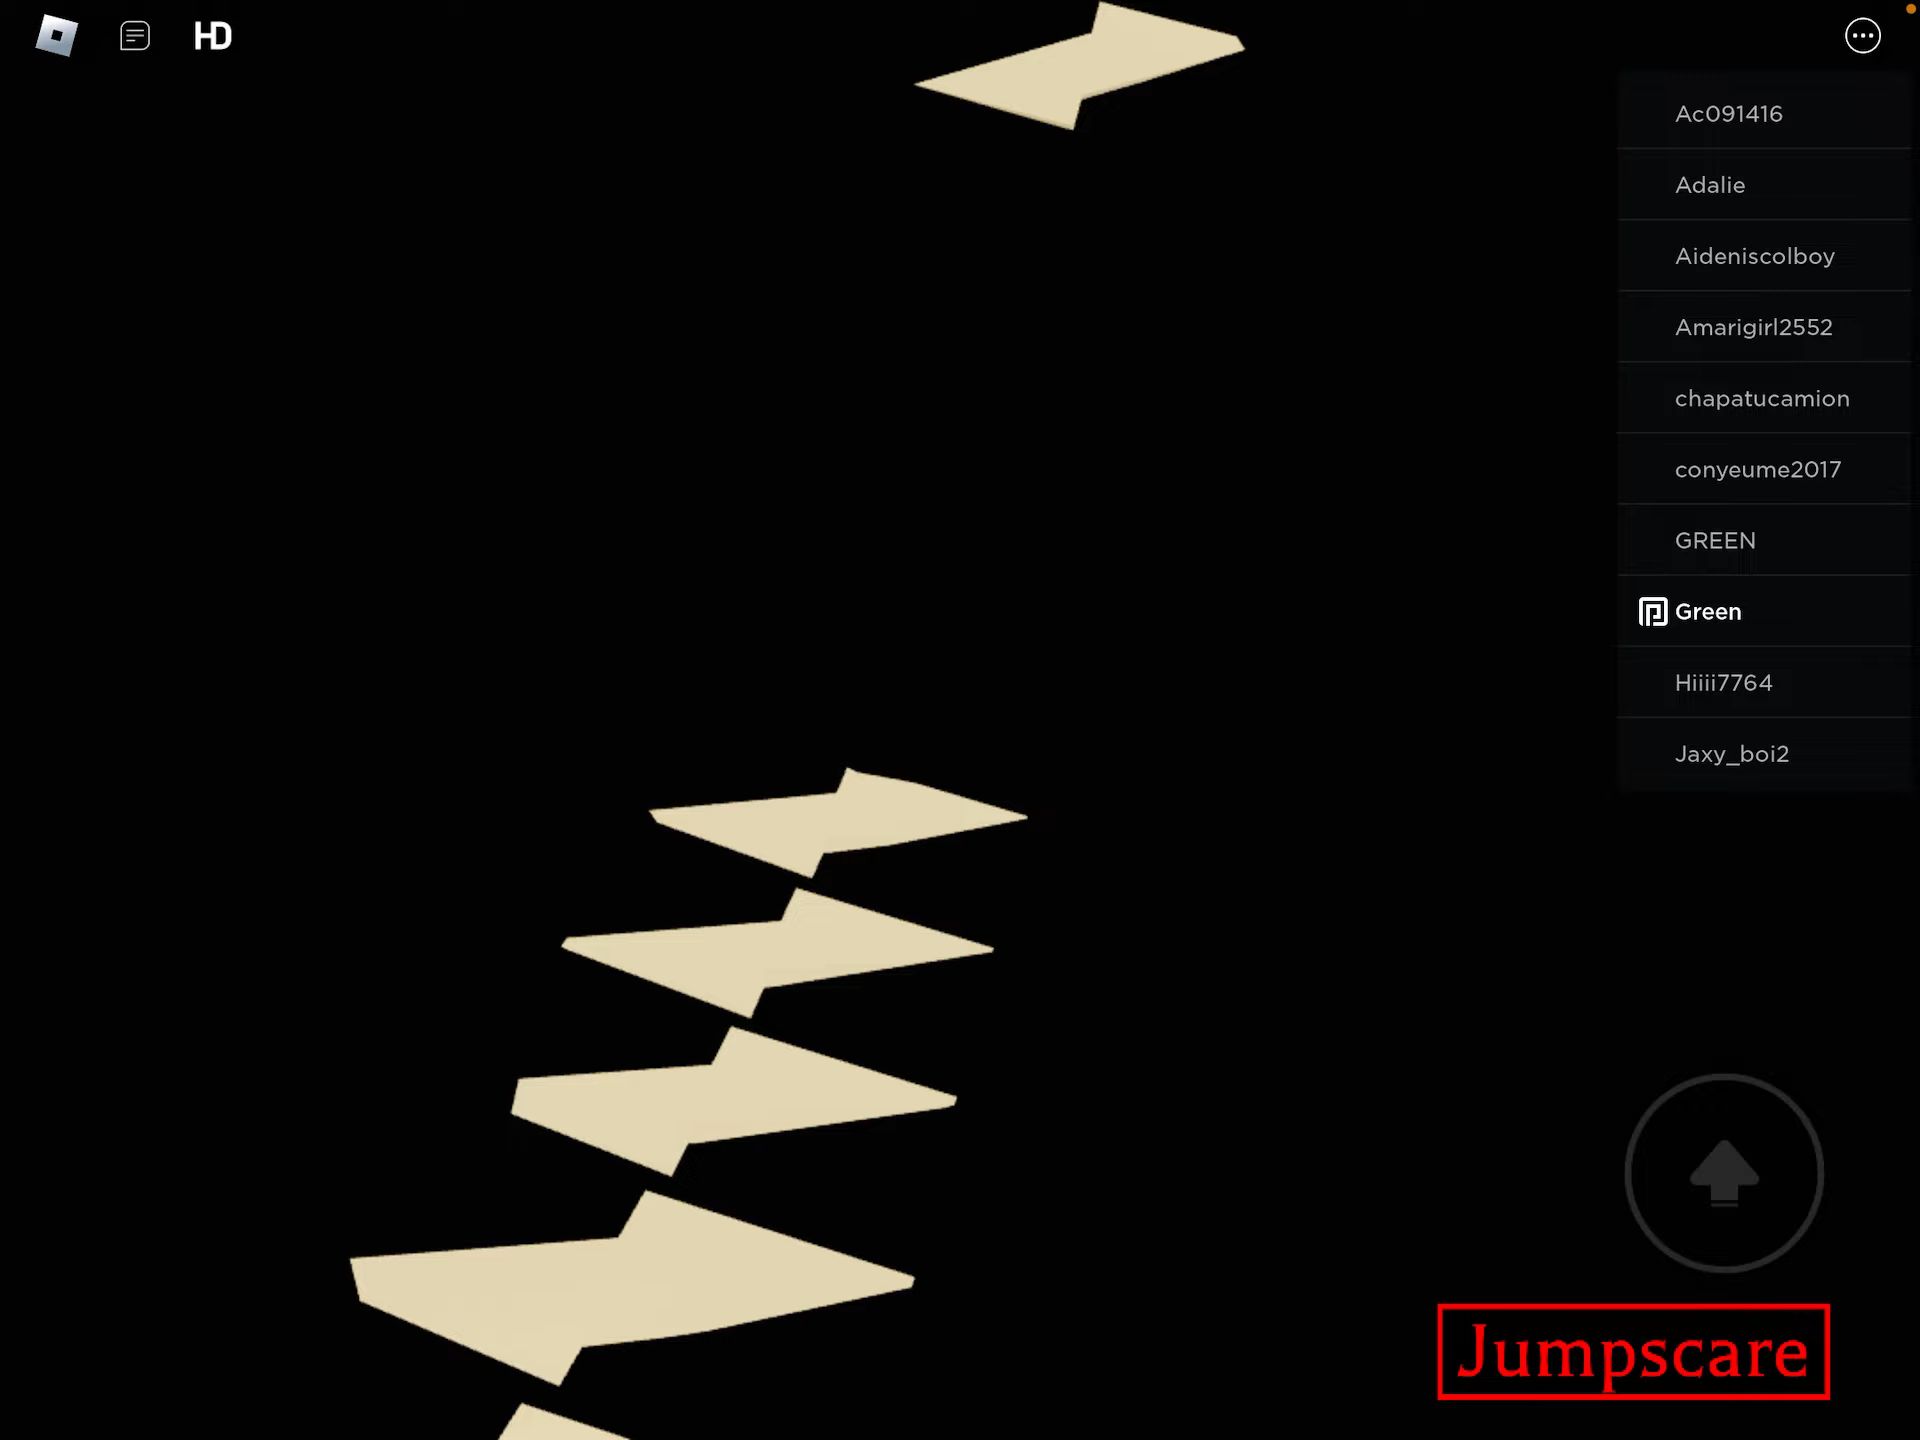 HD
Ac091416
Adalie
Aideniscolboy
Amarigirl2552
chapatucamion
conyeume2017
GREEN
Green
Hiiii7764
Jaxy_boi2
Jumpscare